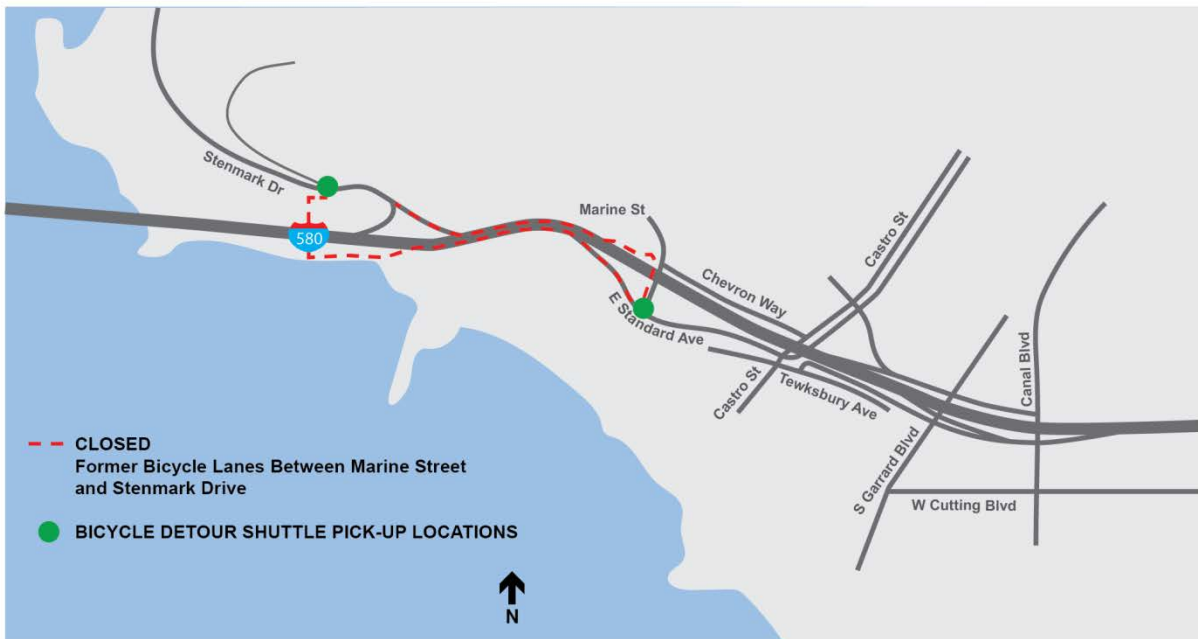 Stenmark Dr
580
Marine St
Castro St
Chevron Way
E Standard Ave
Castro St
Tewksbury Ave
Canal Blvd
S Garrard Blvd
W Cutting Blvd
CLOSED
Former Bicycle Lanes Between Marine Street
and Stenmark Drive
BICYCLE DETOUR SHUTTLE PICK-UP LOCATIONS
N